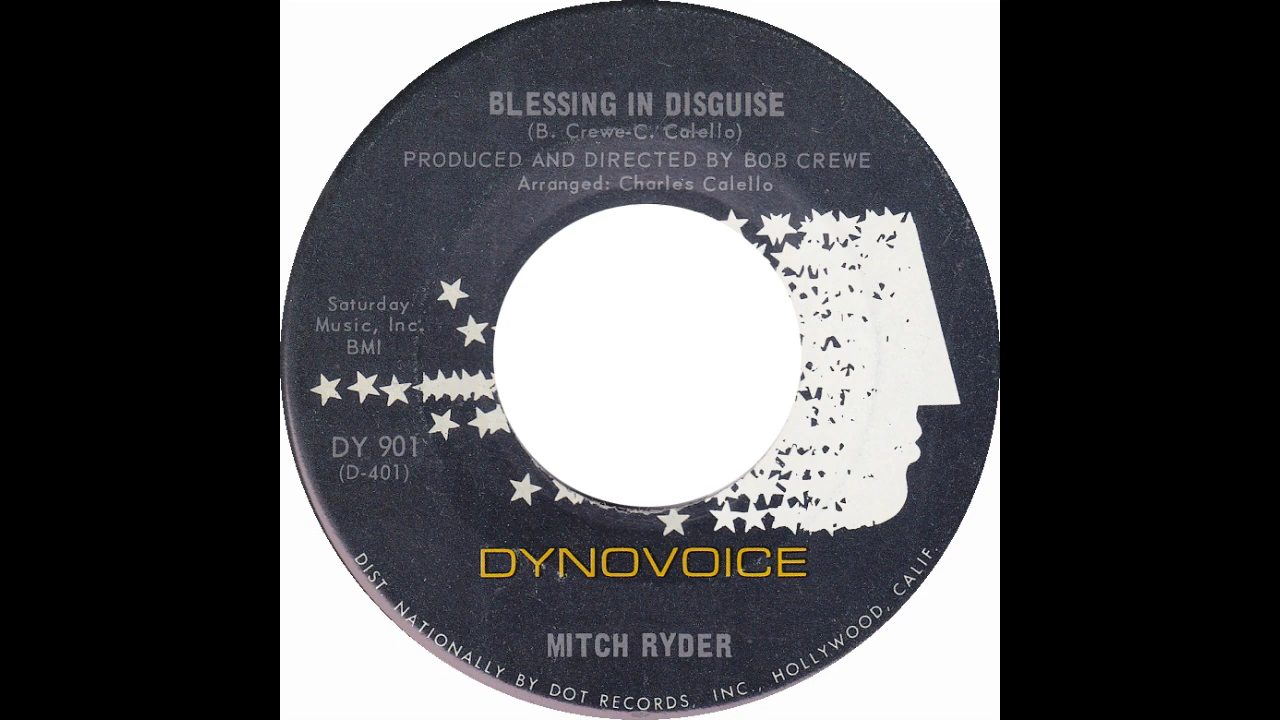 BLESSING IN DISGUISE
(B. Crewe-C. Calello)
PRODUCED AND DIRECTED BY BOB CREWE
Arranged: Charles Calello
Saturday
Music, Inc.
BMI
DY 901
(D-401)
DYNOVOICE
MITCH RYDER
DIST. NATIONALLY BY DOT RECORDS, INC., HOLLYWOOD, CALIF.